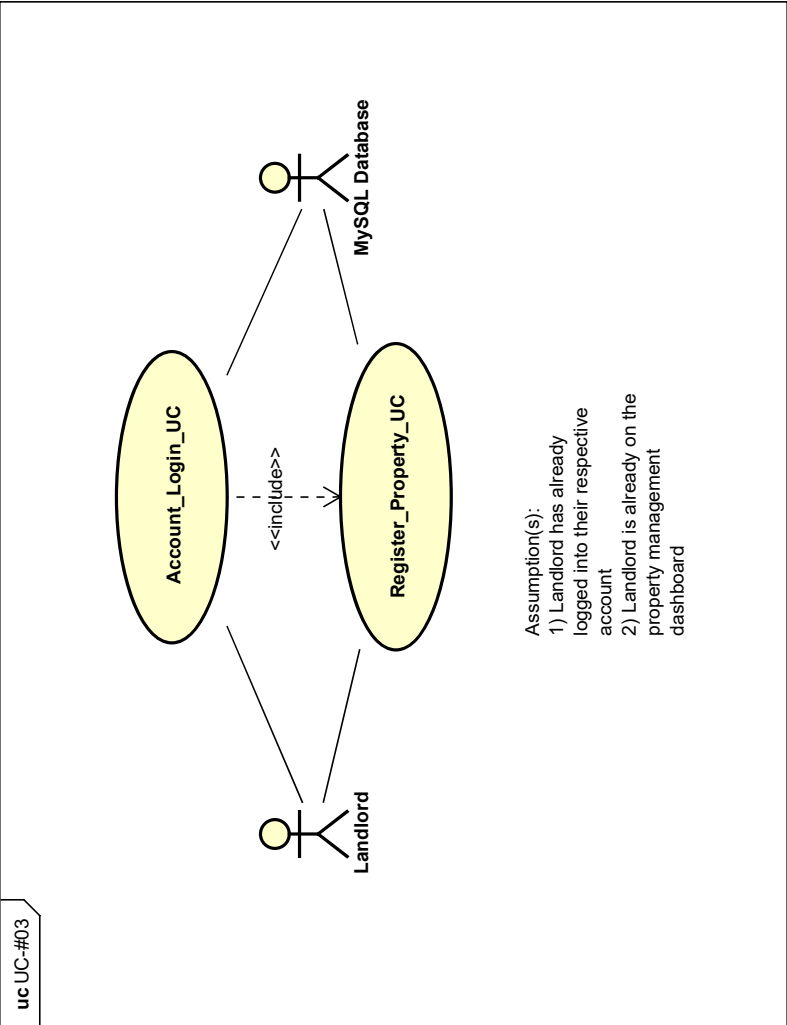 uc UC-#03
Account_Login_UC
<<include>>
Landlord
MySQL Database
Register_Property_UC
Assumption(s):
1) Landlord has already
logged into their respective
account
2) Landlord is already on the
property management
dashboard